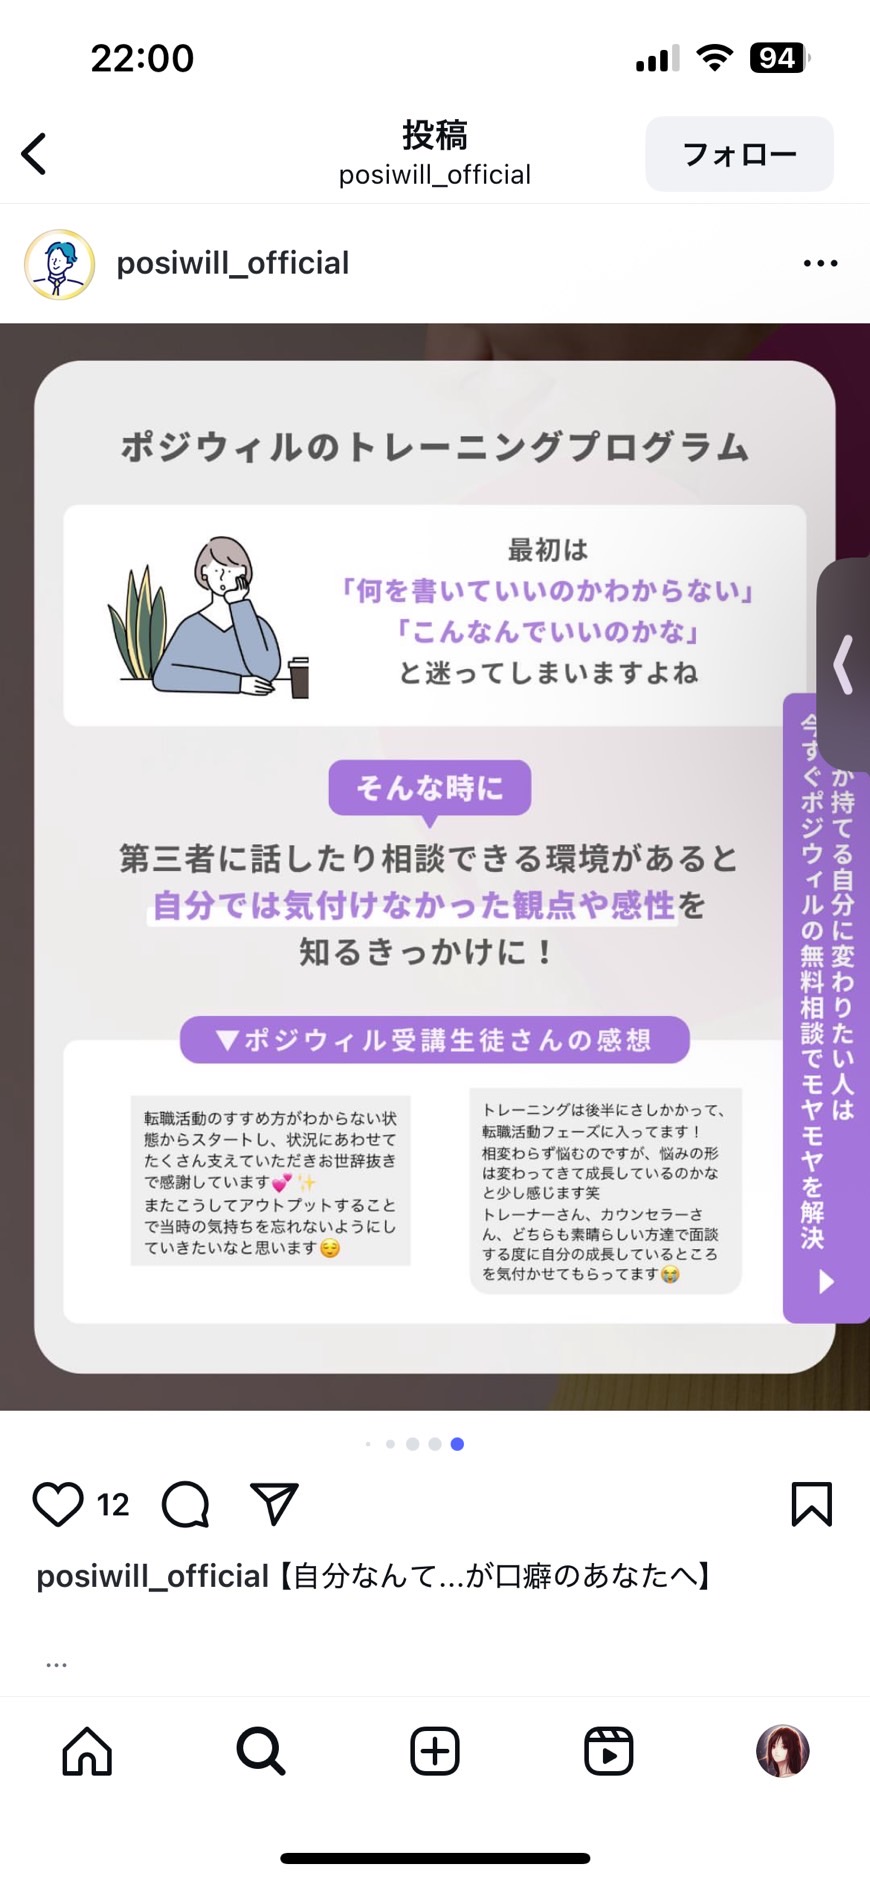 22:00
94
投稿
posiwill_official
フォロー
posiwill_official
ポジウィルのトレーニングプログラム
最初は
「何を書いていいのかわからない」
「こんなんでいいのかな」
と迷ってしまいますよね
そんな時に
第三者に話したり相談できる環境があると
自分では気付けなかった観点や感性を
知るきっかけに！
▼ポジウィル受講生徒さんの感想
転職活動のすすめ方がわからない状
態からスタートし、状況にあわせて
たくさん支えていただきお世辞抜き
で感謝しています💕✨
またこうしてアウトプットすること
で当時の気持ちを忘れないようにし
ていきたいなと思います😌
トレーニングは後半にさしかかって、
転職活動フェーズに入ってます！
相変わらず悩むのですが、悩みの形
は変わってきて成長しているのかな
と少し感じます笑
トレーナーさん、カウンセラーさ
ん、どちらも素晴らしい方達で面談
する度に自分の成長しているところ
を気付かせてもらってます😭
が持てる自分に変わりたい人は
今すぐポジウィルの無料相談でモヤモヤを解決
12
posiwill_official【自分なんて...が口癖のあなたへ】
...